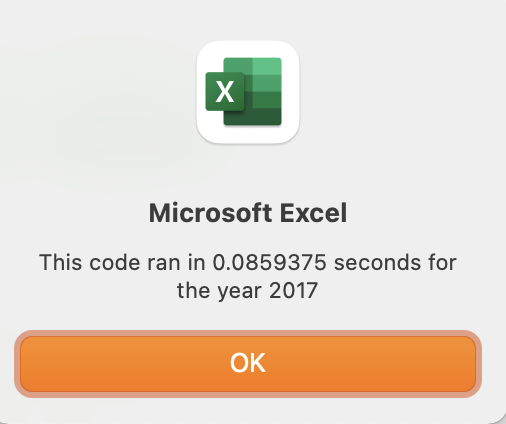 X
Microsoft Excel
This code ran in 0.0859375 seconds for
the year 2017
OK